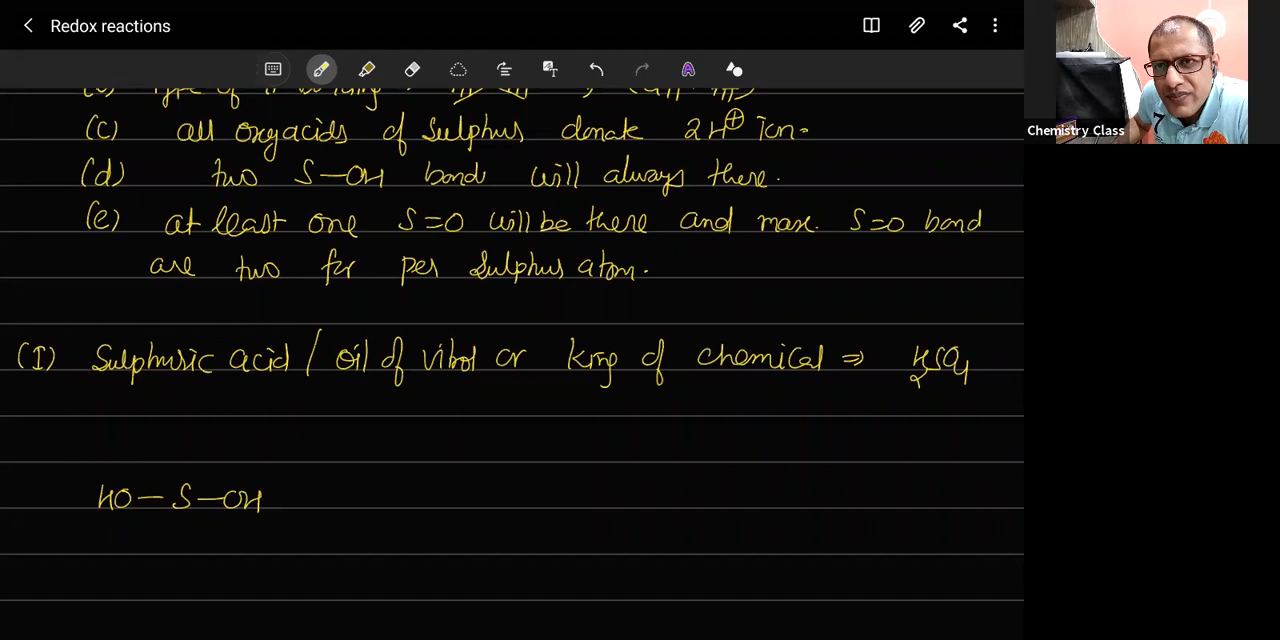 Redox reactions
(c) all oxyacids of Sulphur donate 2H⊕ ion.
(d) two S-OH bond will always there.
(e) at least one S=O will be there and max. S=O bond
are two for per Sulphur atom.
(I) Sulphuric acid / oil of vitrol or king of chemical ⇒ H2SO4
HO-S-OH
Chemistry Class
7